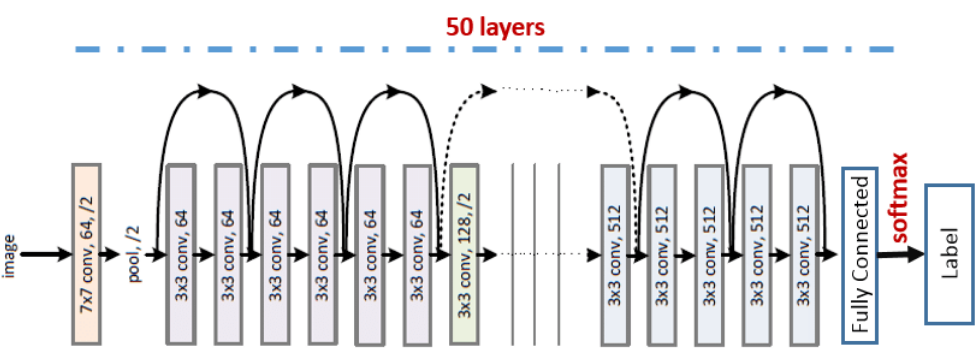 50 layers
image
7x7 conv, 64, /2
pool, /2
3x3 conv, 64
3x3 conv, 64
3x3 conv, 64
3x3 conv, 64
3x3 conv, 64
3x3 conv, 64
3x3 conv, 128, /2
3x3 conv, 512
3x3 conv, 512
3x3 conv, 512
3x3 conv, 512
3x3 conv, 512
Fully Connected
softmax
Label